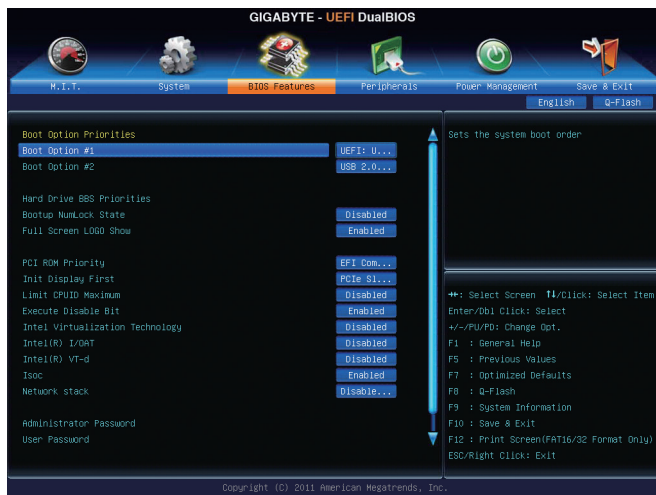 GIGABYTE - UEFI DualBIOS
M.I.T. System BIOS Features Peripherals Power Management Save & Exit
English Q-Flash
Boot Option Priorities
Boot Option #1 UEFI: U...
Boot Option #2 USB 2.0...
Hard Drive BBS Priorities
Bootup NumLock State Disabled
Full Screen LOGO Show Enabled
PCI ROM Priority EFI Com...
Init Display First PCIe Sl...
Limit CPUID Maximum Disabled
Execute Disable Bit Enabled
Intel Virtualization Technology Disabled
Intel(R) I/OAT Disabled
Intel(R) VT-d Disabled
Isoc Enabled
Network stack Disable...
Administrator Password
User Password
Sets the system boot order
→←: Select Screen ↑↓/Click: Select Item
Enter/Dbl Click: Select
+/-/PU/PD: Change Opt.
F1 : General Help
F5 : Previous Values
F7 : Optimized Defaults
F8 : Q-Flash
F9 : System Information
F10 : Save & Exit
F12 : Print Screen(FAT16/32 Format Only)
ESC/Right Click: Exit
Copyright (C) 2011 American Megatrends, Inc.